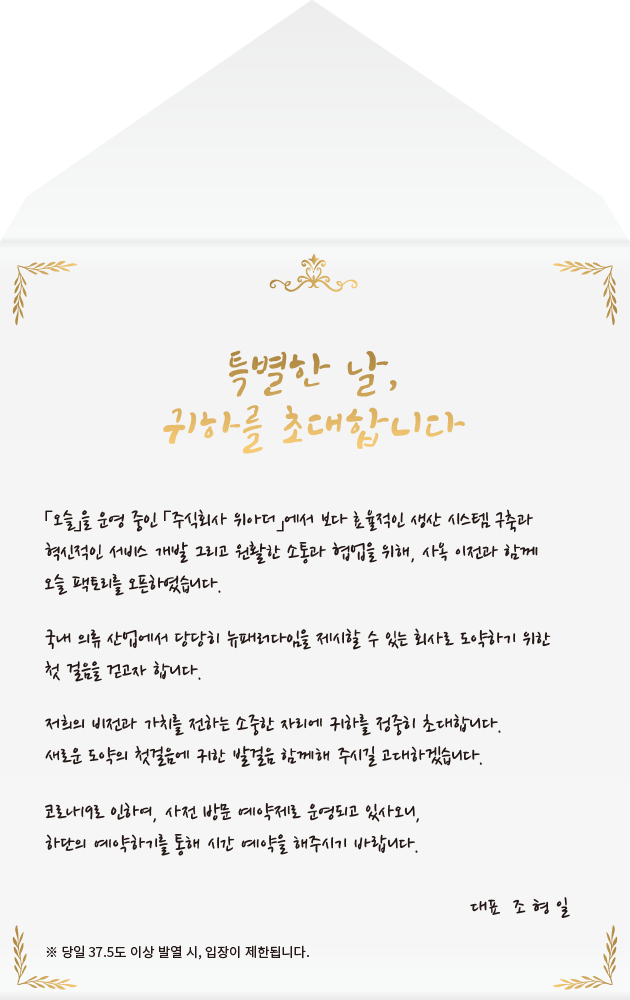 특별한 날,
귀하를 초대합니다
「오슬」을 운영 중인 「주식회사 위아더」에서 보다 효율적인 생산 시스템 구축과
혁신적인 서비스 개발 그리고 원활한 소통과 협업을 위해, 사옥 이전과 함께
오슬 팩토리를 오픈하였습니다.
국내 의류 산업에서 당당히 뉴패러다임을 제시할 수 있는 회사로 도약하기 위한
첫 걸음을 걷고자 합니다.
저희의 비전과 가치를 전하는 소중한 자리에 귀하를 정중히 초대합니다.
새로운 도약의 첫걸음에 귀한 발걸음 함께해 주시길 고대하겠습니다.
코로나19로 인하여, 사전 방문 예약제로 운영되고 있사오니,
하단의 예약하기를 통해 시간 예약을 해주시기 바랍니다.
대표 조 형 일
※ 당일 37.5도 이상 발열 시, 입장이 제한됩니다.